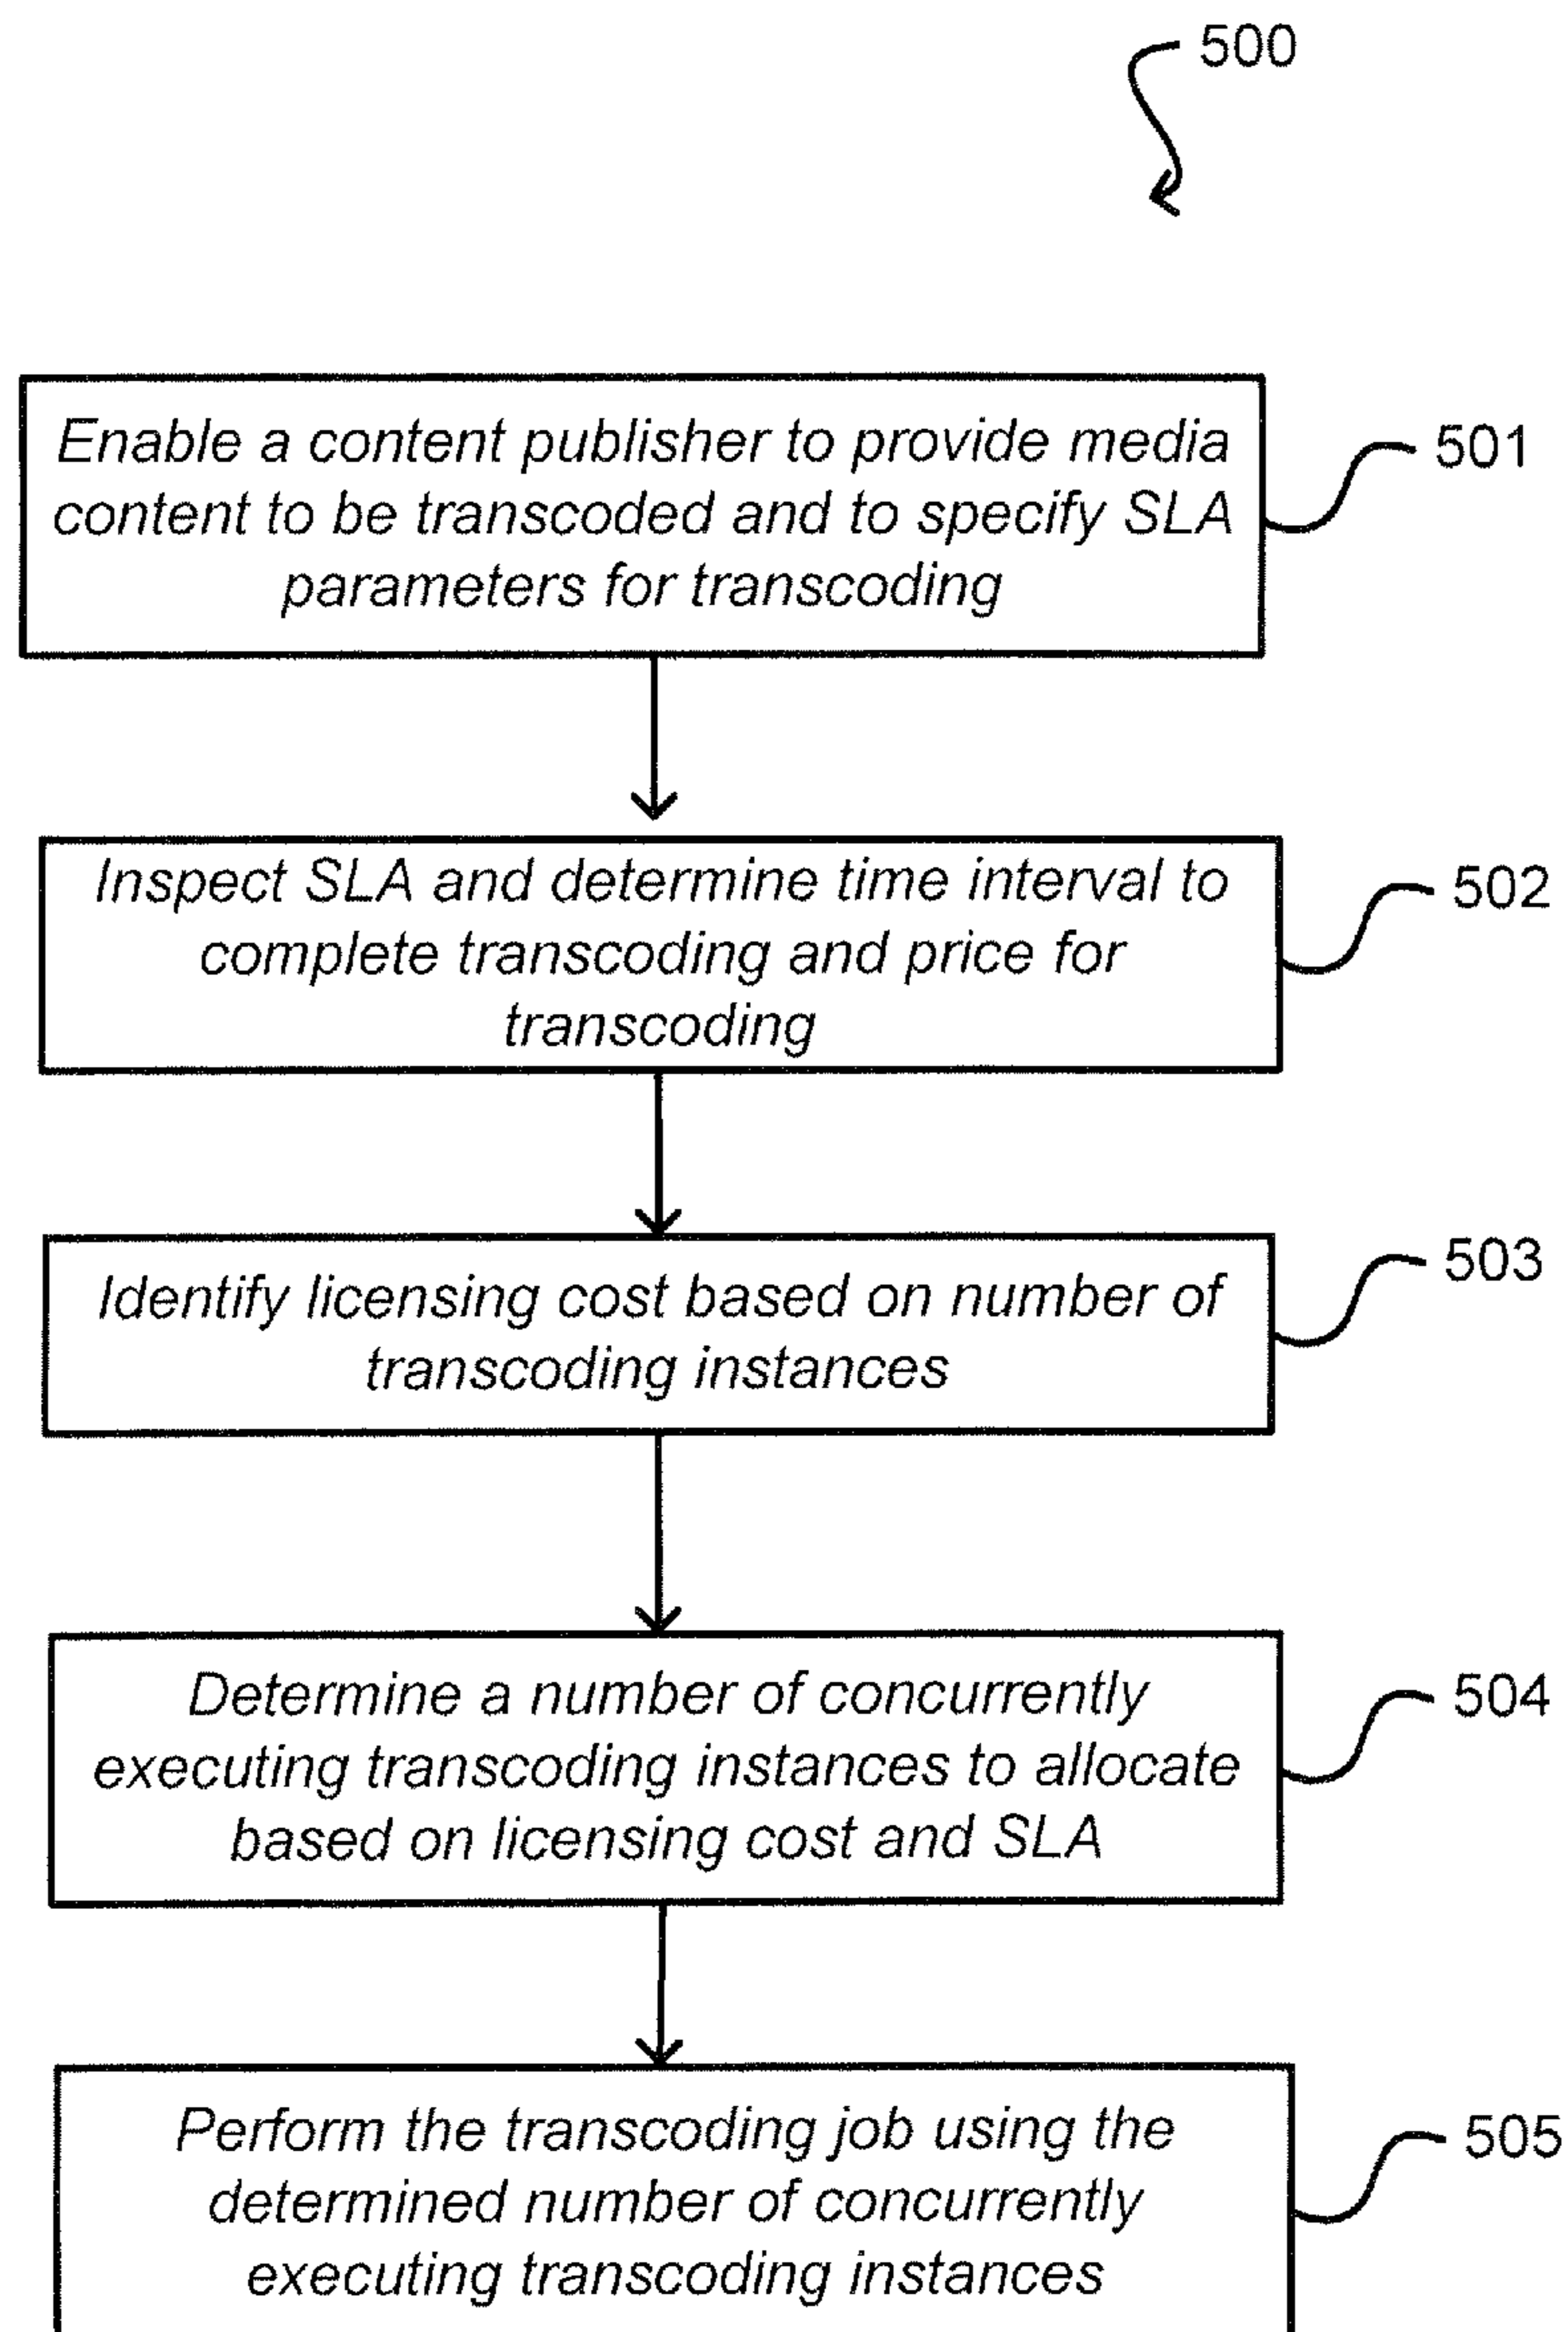 500
Enable a content publisher to provide media
content to be transcoded and to specify SLA
parameters for transcoding
501
Inspect SLA and determine time interval to
complete transcoding and price for
transcoding
502
Identify licensing cost based on number of
transcoding instances
503
Determine a number of concurrently
executing transcoding instances to allocate
based on licensing cost and SLA
504
Perform the transcoding job using the
determined number of concurrently
executing transcoding instances
505